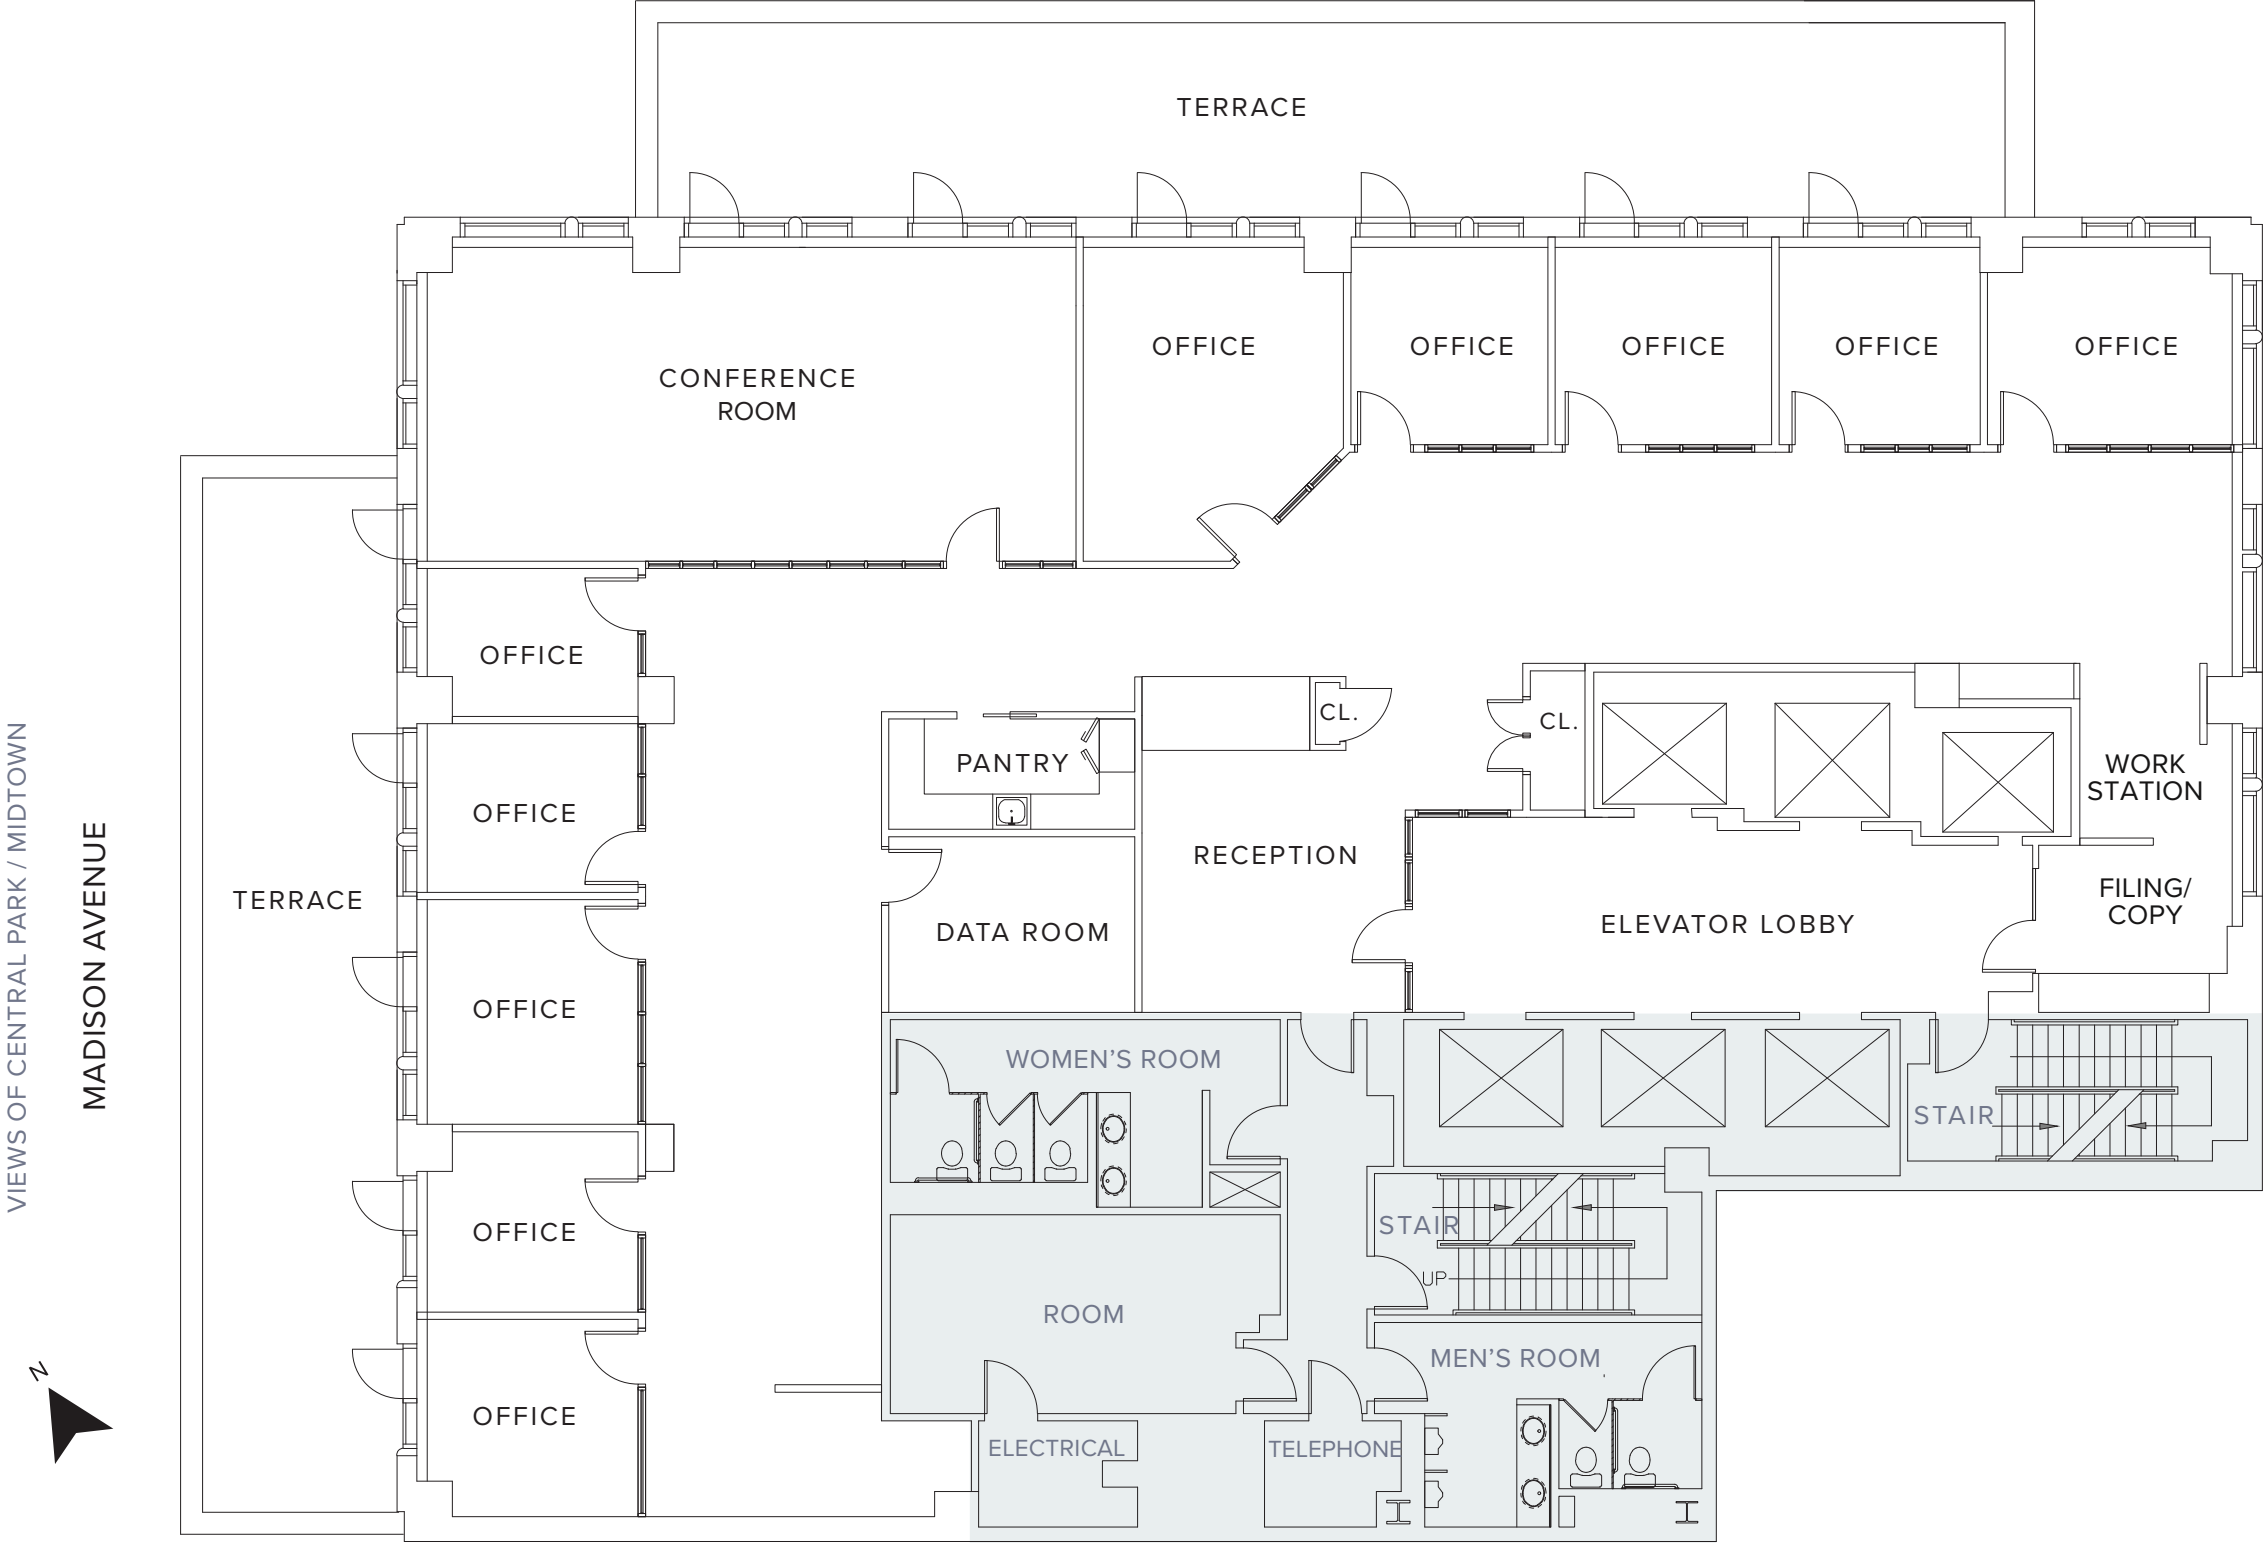 TERRACE
OFFICE
OFFICE
OFFICE
OFFICE
OFFICE
CONFERENCE
ROOM
OFFICE
CL.
CL.
PANTRY
WORK
STATION
OFFICE
RECEPTION
FILING/
COPY
TERRACE
DATA ROOM
ELEVATOR LOBBY
VIEWS OF CENTRAL PARK / MIDTOWN
MADISON AVENUE
OFFICE
WOMEN'S ROOM
STAIR
OFFICE
STAIR
UP
ROOM
MEN'S ROOM
N
OFFICE
ELECTRICAL
TELEPHONE